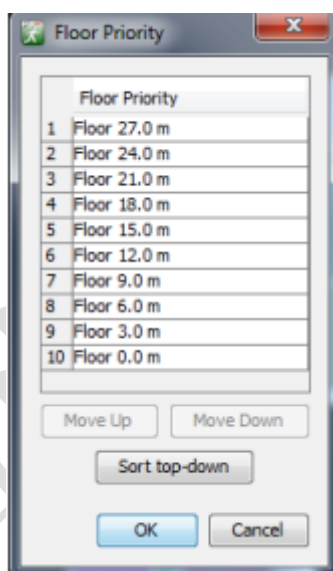 Floor Priority
Floor Priority
1 Floor 27.0 m
2 Floor 24.0 m
3 Floor 21.0 m
4 Floor 18.0 m
5 Floor 15.0 m
6 Floor 12.0 m
7 Floor 9.0 m
8 Floor 6.0 m
9 Floor 3.0 m
10 Floor 0.0 m
Move Up Move Down
Sort top-down
OK Cancel